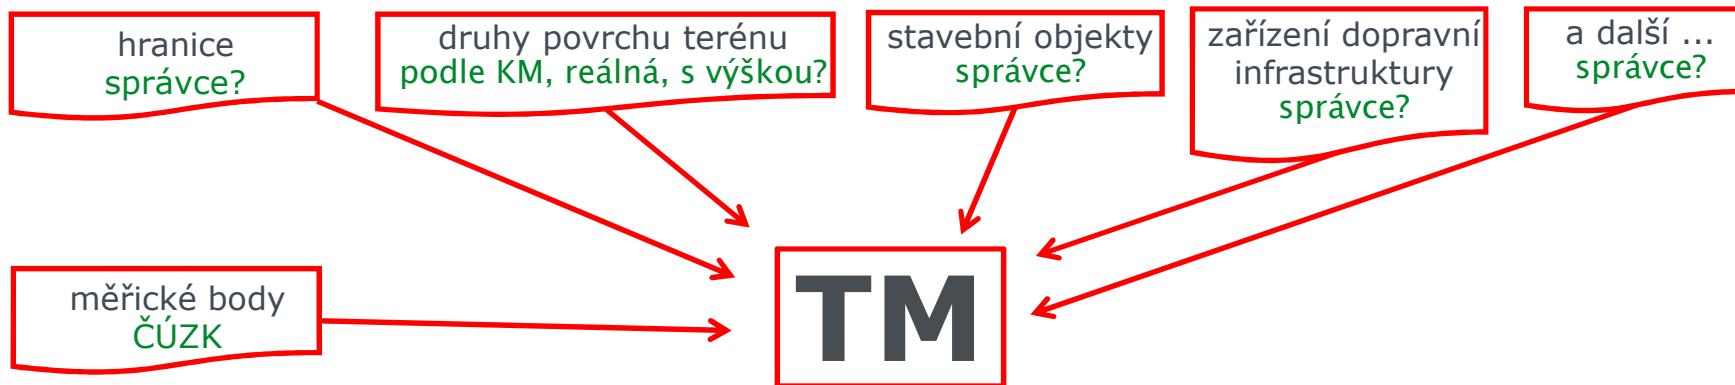 hranice
správce?
druhy povrchu terénu
podle KM, reálná, s výškou?
stavební objekty
správce?
zařízení dopravní
infrastruktury
správce?
a další ...
správce?
měřické body
ČÚZK
TM